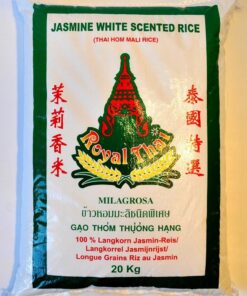 JASMINE WHITE SCENTED RICE
(THAI HOM MALI RICE)
茉莉香米
泰國特選
Royal Thai
MILAGROSA
ข้าวหอมมะลิชนิดพิเศษ
GẠO THƠM THƯỢNG HẠNG
100 % Langkorn Jasmin-Reis/
Langkorrel Jasmijnrijst/
Longue Grains Riz au Jasmin
20 Kg